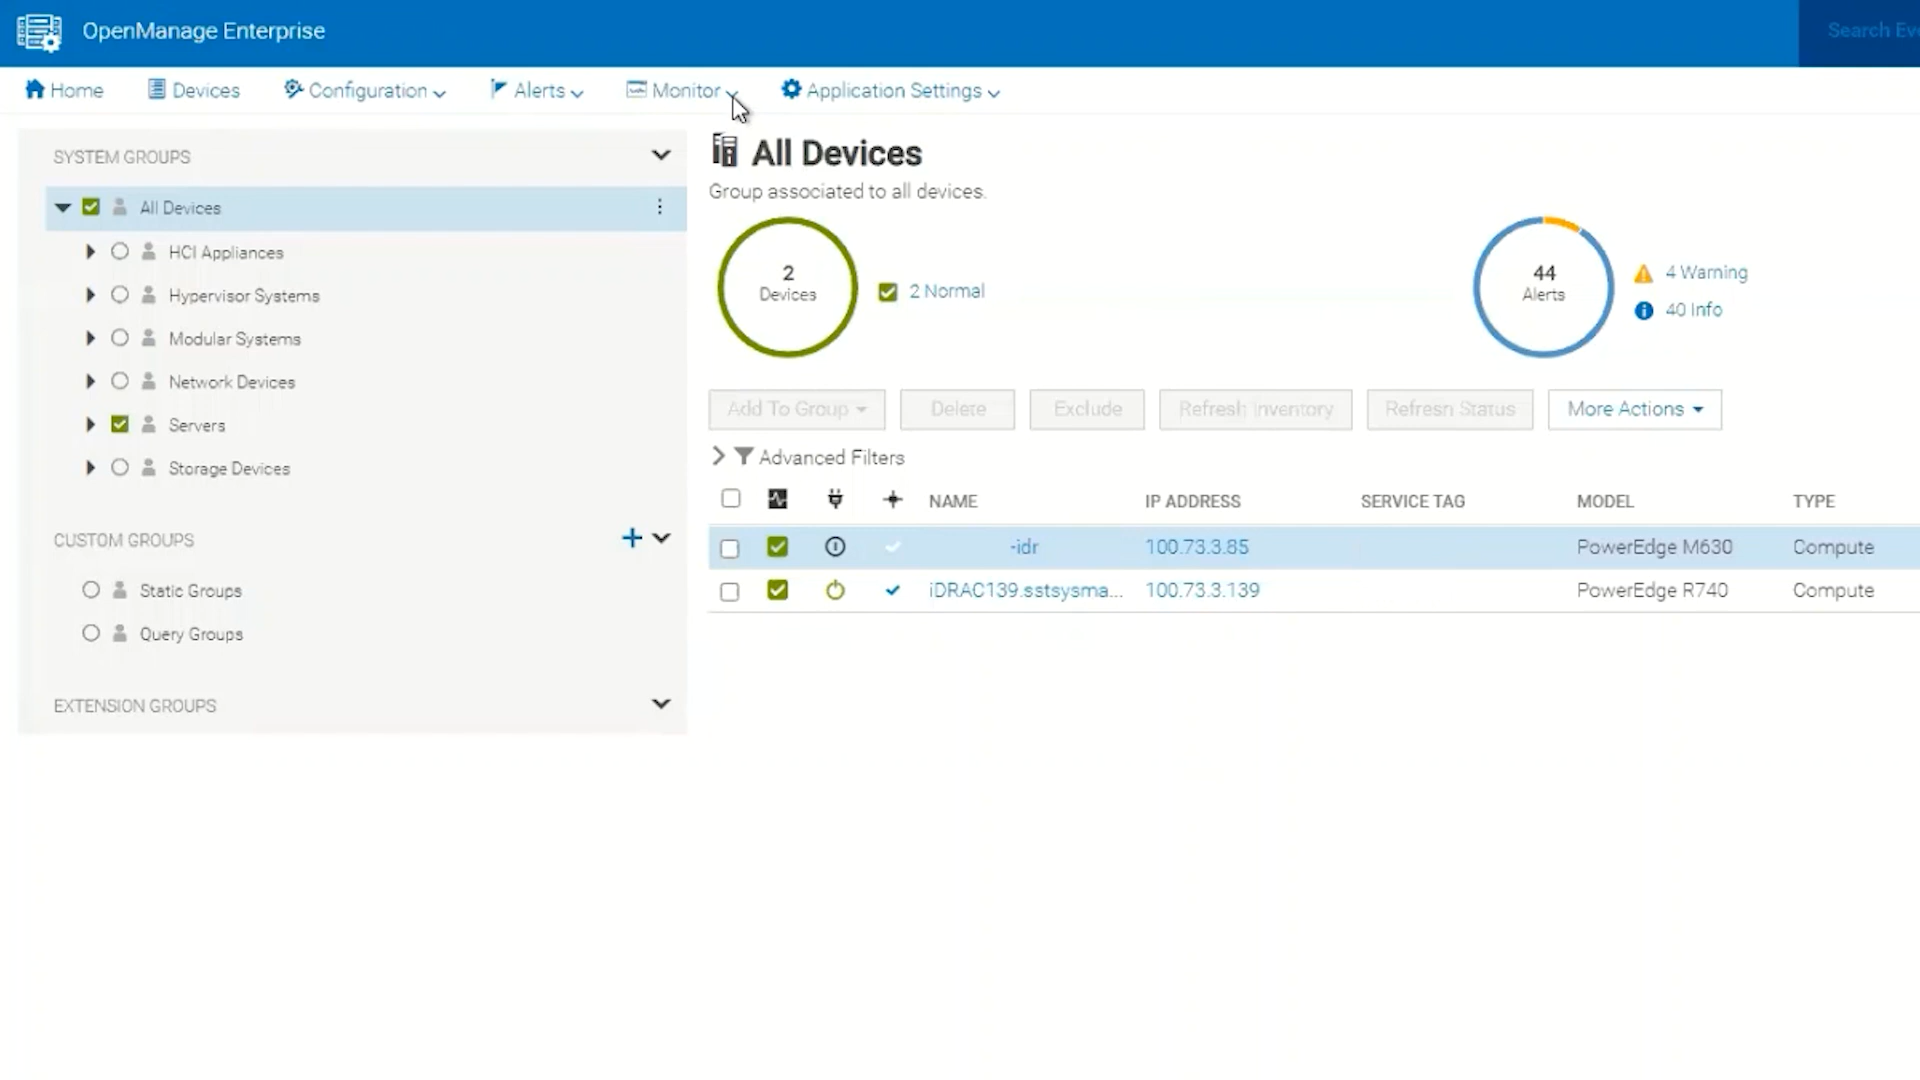 OpenManage Enterprise
Search Eve
Home Devices Configuration Alerts Monitor Application Settings
SYSTEM GROUPS
All Devices
HCI Appliances
Hypervisor Systems
Modular Systems
Network Devices
Servers
Storage Devices
CUSTOM GROUPS
Static Groups
Query Groups
EXTENSION GROUPS
All Devices
Group associated to all devices.
2
Devices
2 Normal
44
Alerts
4 Warning
40 Info
Add To Group Delete Exclude Refresh Inventory Refresh Status More Actions
Advanced Filters
NAME IP ADDRESS SERVICE TAG MODEL TYPE
-idr 100.73.3.85 PowerEdge M630 Compute
iDRAC139.sstsysma... 100.73.3.139 PowerEdge R740 Compute